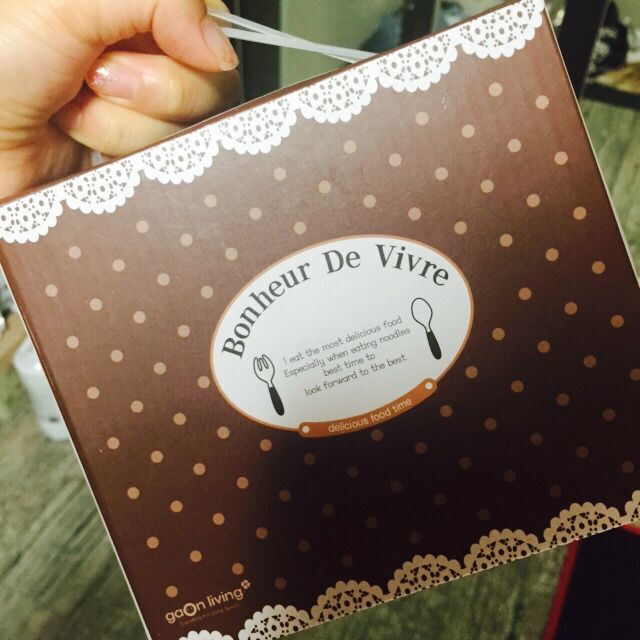 Bonheur De Vivre
I eat the most delicious food
Especially, when eating noodles
best time to
look forward to the best.
delicious food time
gaOn living